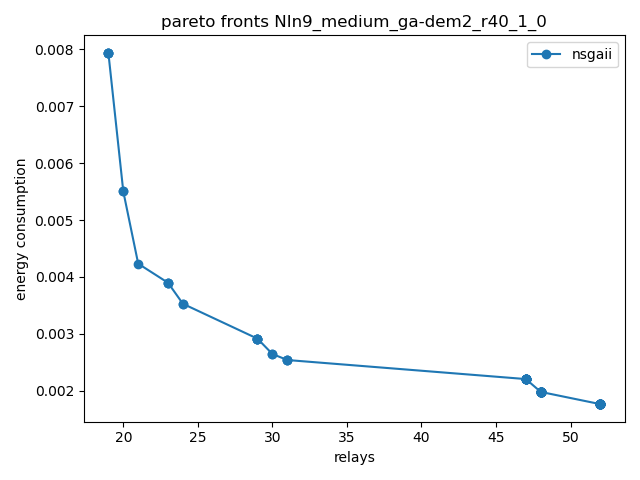 pareto fronts NIn9_medium_ga-dem2_r40_1_0
nsgaii
energy consumption
0.008
0.007
0.006
0.005
0.004
0.003
0.002
20 25 30 35 40 45 50
relays